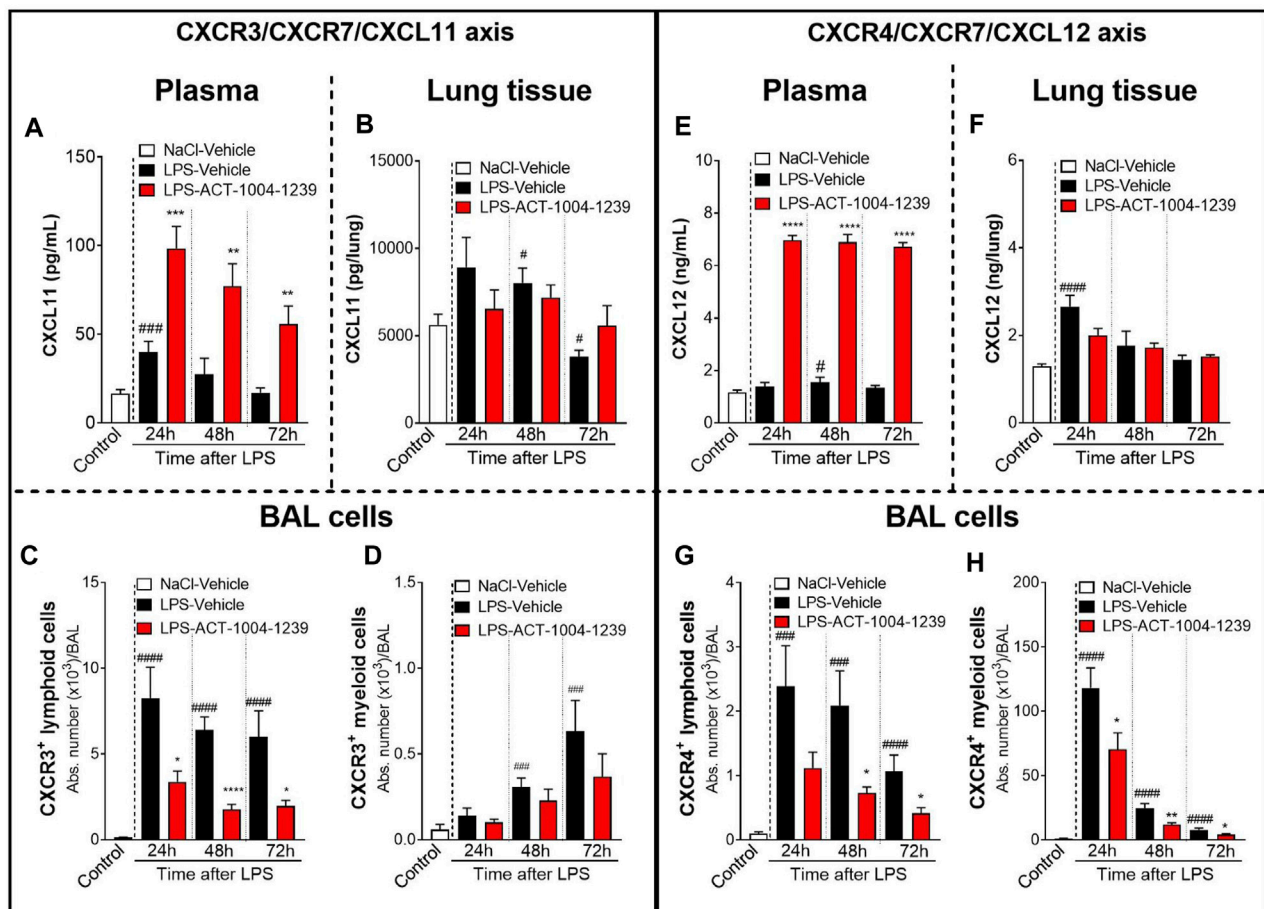 CXCR3/CXCR7/CXCL11 axis
Plasma
Lung tissue
A
NaCl-Vehicle
LPS-Vehicle
LPS-ACT-1004-1239
CXCL11 (pg/mL)
150
100
50
0
###
***
**
**
Control
24h 48h 72h
Time after LPS
B
NaCl-Vehicle
LPS-Vehicle
LPS-ACT-1004-1239
CXCL11 (pg/lung)
15000
10000
5000
0
#
#
Control
24h 48h 72h
Time after LPS
BAL cells
C
NaCl-Vehicle
LPS-Vehicle
LPS-ACT-1004-1239
CXCR3+ lymphoid cells
Abs. number (x10³)/BAL
15
10
5
0
####
*
####
****
####
*
Control
24h 48h 72h
Time after LPS
D
NaCl-Vehicle
LPS-Vehicle
LPS-ACT-1004-1239
CXCR3+ myeloid cells
Abs. number (x10³)/BAL
1.5
1.0
0.5
0.0
###
###
Control
24h 48h 72h
Time after LPS
CXCR4/CXCR7/CXCL12 axis
Plasma
Lung tissue
E
NaCl-Vehicle
LPS-Vehicle
LPS-ACT-1004-1239
CXCL12 (ng/mL)
10
8
6
4
2
0
****
#
****
****
Control
24h 48h 72h
Time after LPS
F
NaCl-Vehicle
LPS-Vehicle
LPS-ACT-1004-1239
CXCL12 (ng/lung)
6
4
2
0
####
Control
24h 48h 72h
Time after LPS
BAL cells
G
NaCl-Vehicle
LPS-Vehicle
LPS-ACT-1004-1239
CXCR4+ lymphoid cells
Abs. number (x10³)/BAL
4
3
2
1
0
###
###
*
####
*
Control
24h 48h 72h
Time after LPS
H
NaCl-Vehicle
LPS-Vehicle
LPS-ACT-1004-1239
CXCR4+ myeloid cells
Abs. number (x10³)/BAL
200
150
100
50
0
####
*
####
**
####
*
Control
24h 48h 72h
Time after LPS